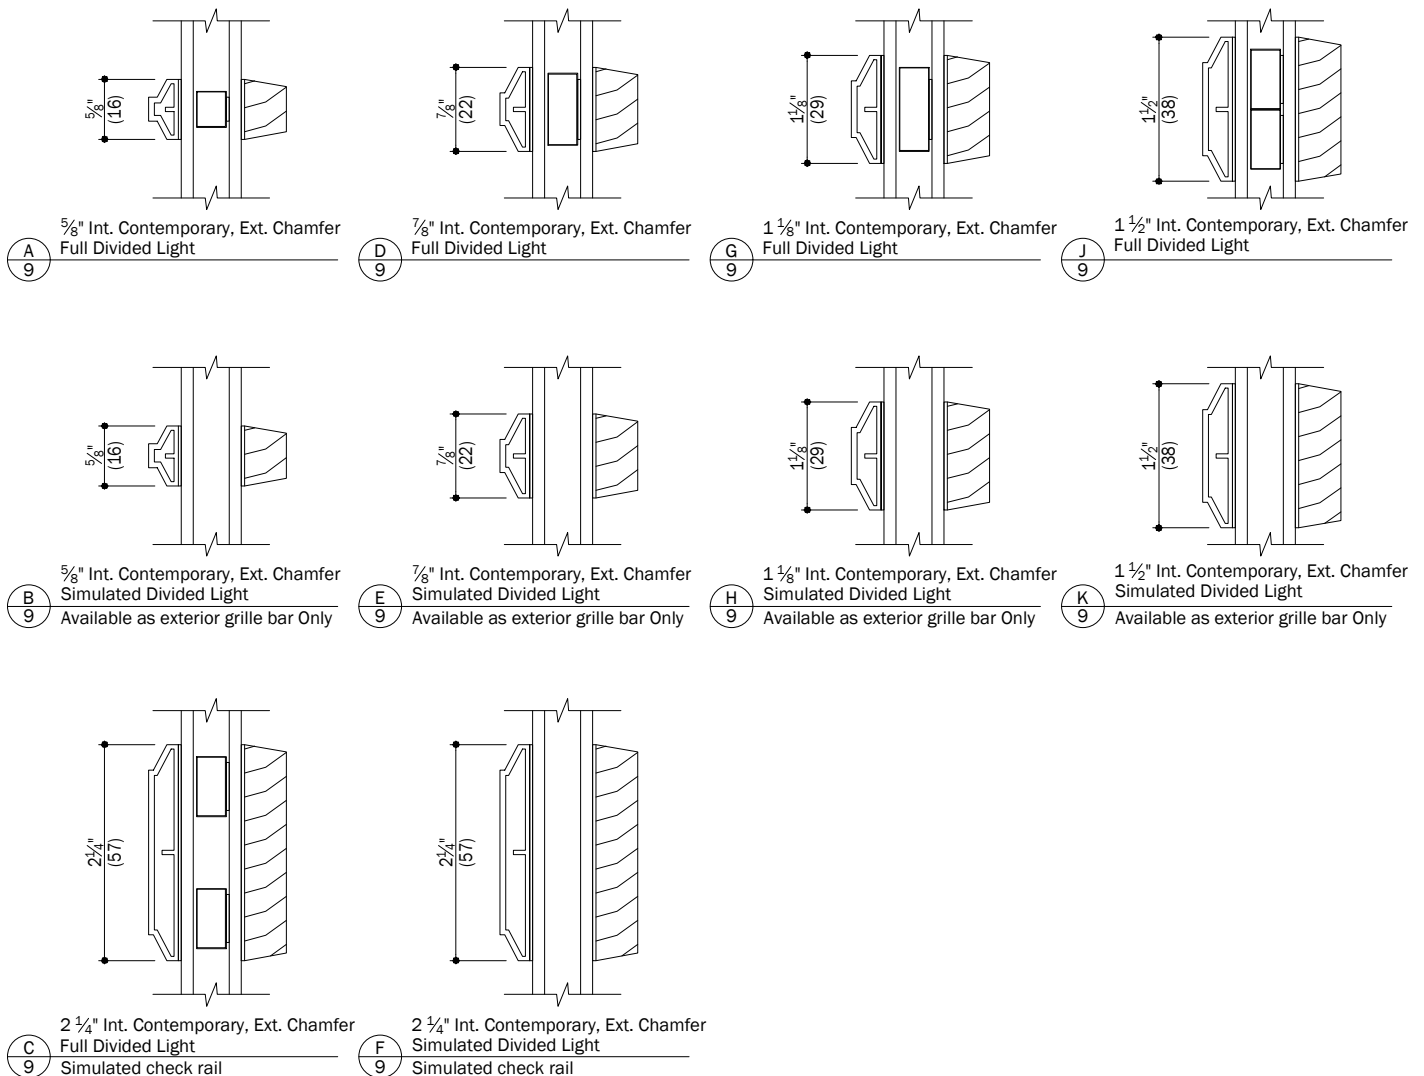 5/8"
(16)
5/8" Int. Contemporary, Ext. Chamfer
Full Divided Light
A
9
7/8"
(22)
7/8" Int. Contemporary, Ext. Chamfer
Full Divided Light
D
9
1 1/8"
(29)
1 1/8" Int. Contemporary, Ext. Chamfer
Full Divided Light
G
9
1 1/2"
(38)
1 1/2" Int. Contemporary, Ext. Chamfer
Full Divided Light
J
9
5/8"
(16)
5/8" Int. Contemporary, Ext. Chamfer
Simulated Divided Light
Available as exterior grille bar Only
B
9
7/8"
(22)
7/8" Int. Contemporary, Ext. Chamfer
Simulated Divided Light
Available as exterior grille bar Only
E
9
1 1/8"
(29)
1 1/8" Int. Contemporary, Ext. Chamfer
Simulated Divided Light
Available as exterior grille bar Only
H
9
1 1/2"
(38)
1 1/2" Int. Contemporary, Ext. Chamfer
Simulated Divided Light
Available as exterior grille bar Only
K
9
2 1/4"
(57)
2 1/4" Int. Contemporary, Ext. Chamfer
Full Divided Light
Simulated check rail
C
9
2 1/4"
(57)
2 1/4" Int. Contemporary, Ext. Chamfer
Simulated Divided Light
Simulated check rail
F
9